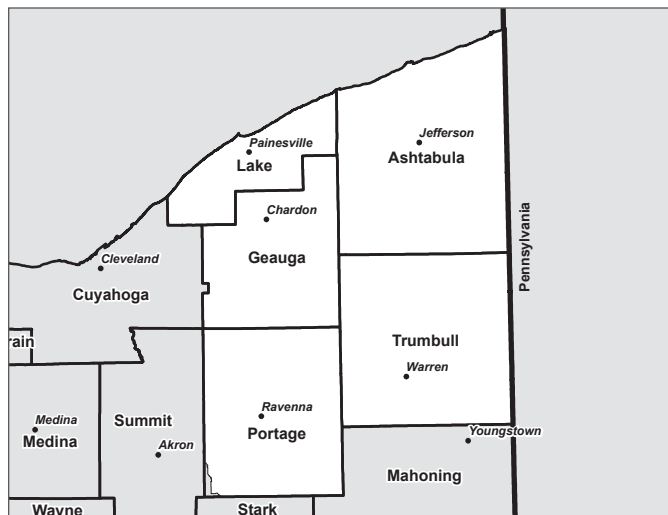 Jefferson
Painesville
Ashtabula
Lake
Chardon
Pennsylvania
Geauga
Cleveland
Cuyahoga
rain
Trumbull
Warren
Ravenna
Medina
Summit
Portage
Youngstown
Medina
Akron
Mahoning
Wayne
Stark